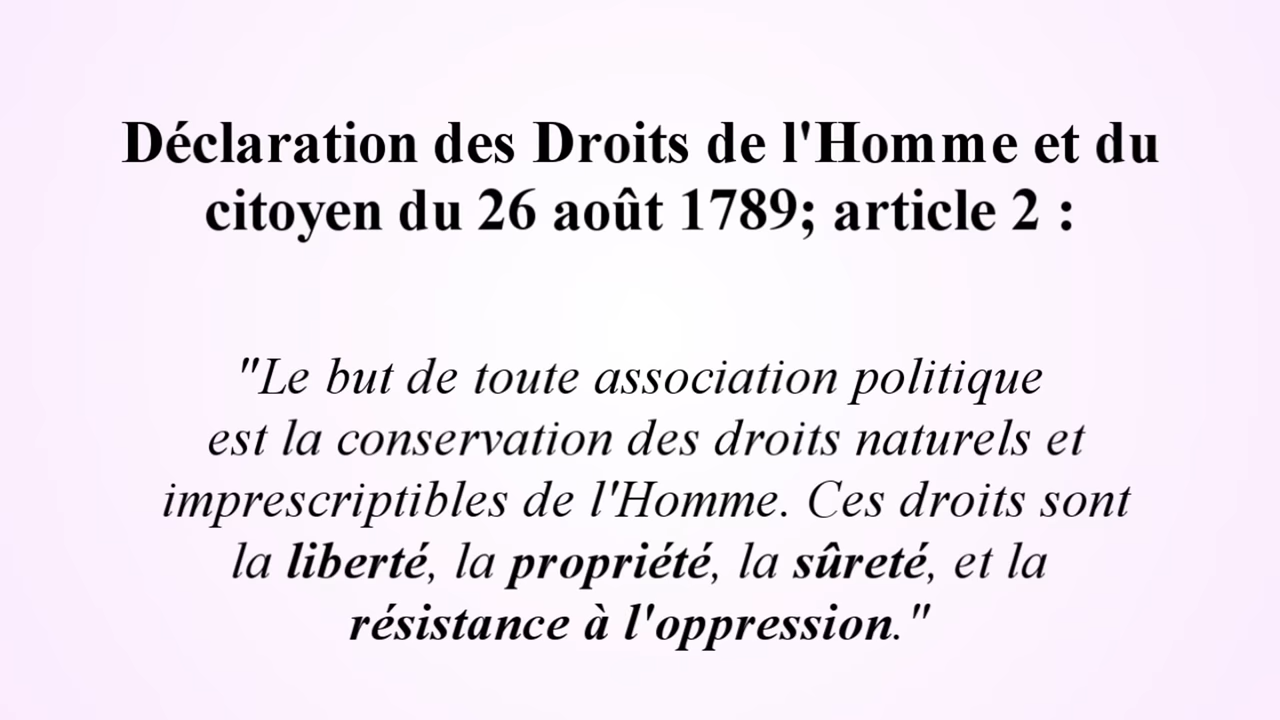 Déclaration des Droits de l'Homme et du
citoyen du 26 août 1789; article 2 :
"Le but de toute association politique
est la conservation des droits naturels et
imprescriptibles de l'Homme. Ces droits sont
la liberté, la propriété, la sûreté, et la
résistance à l'oppression."